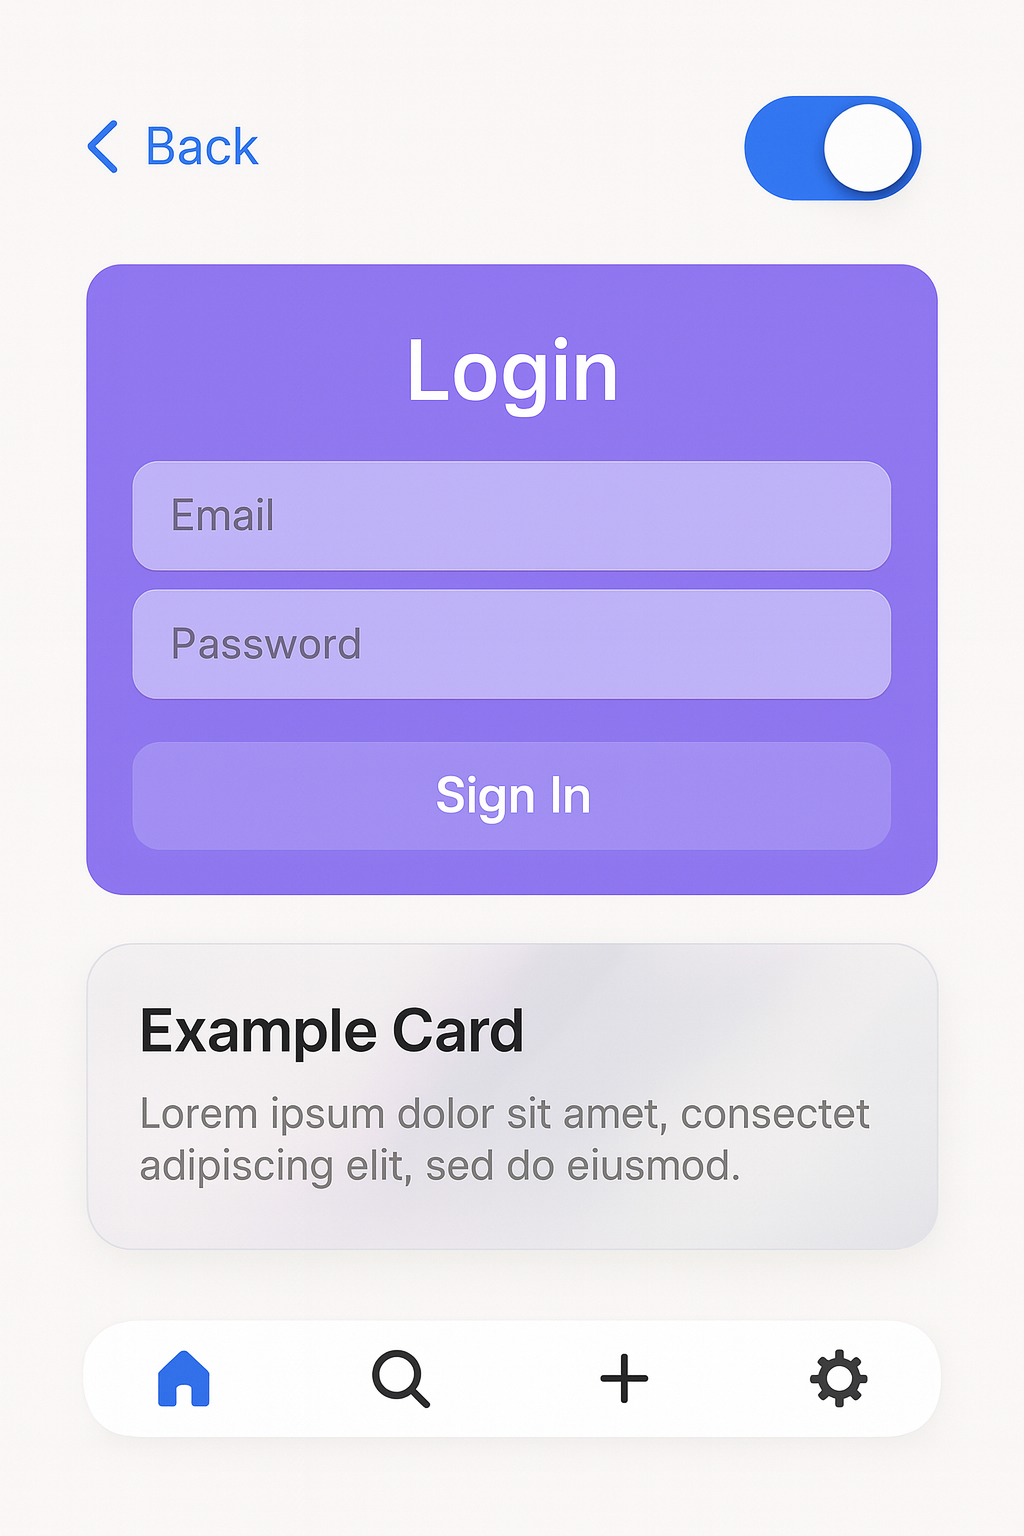 Back
Login
Email
Password
Sign In
Example Card
Lorem ipsum dolor sit amet, consectet
adipiscing elit, sed do eiusmod.